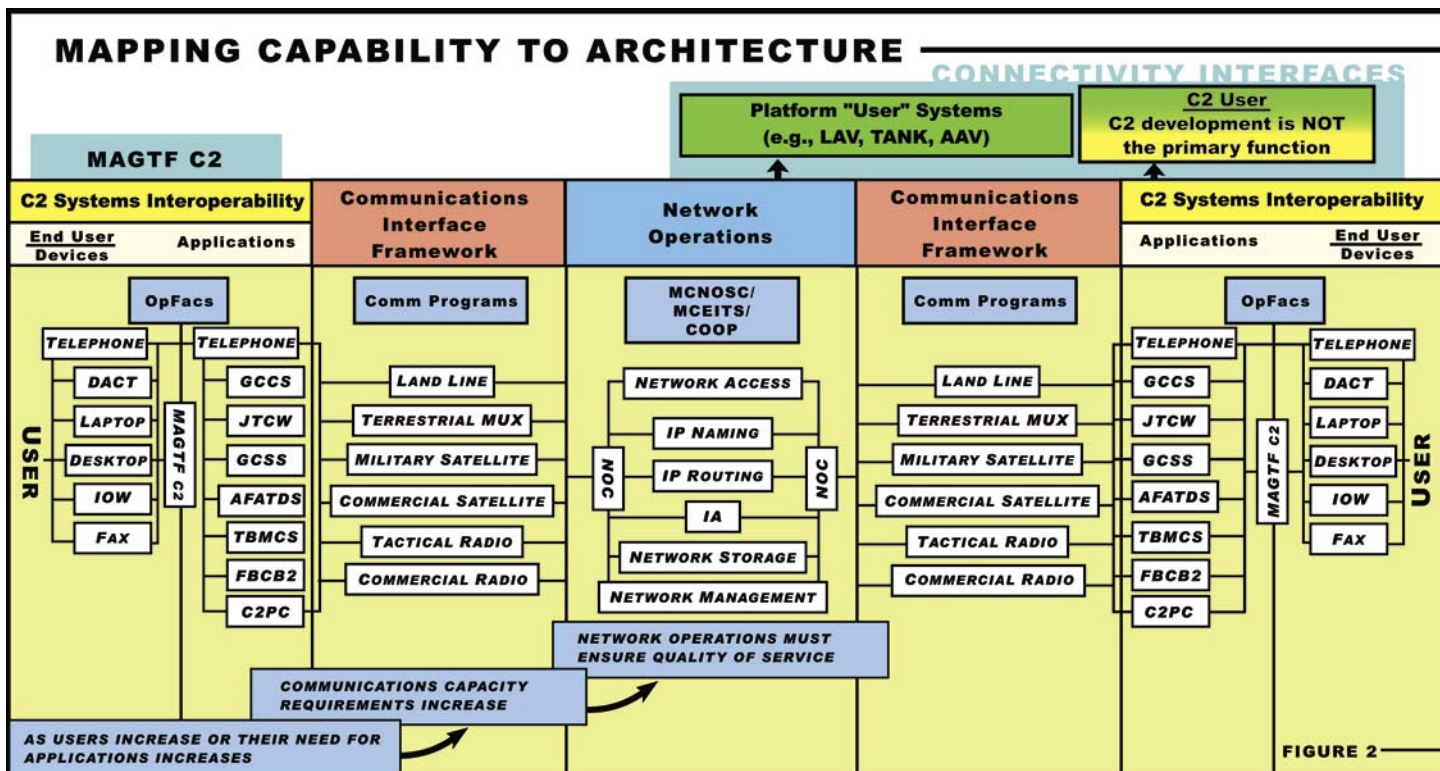 MAPPING CAPABILITY TO ARCHITECTURE
CONNECTIVITY INTERFACES
Platform "User" Systems
(e.g., LAV, TANK, AAV)
C2 User
C2 development is NOT
the primary function
MAGTF C2
C2 Systems Interoperability
End User
Devices
Applications
Communications
Interface
Framework
Network
Operations
Communications
Interface
Framework
C2 Systems Interoperability
Applications
End User
Devices
OpFacs
Comm Programs
MCNOSC/
MCEITS/
COOP
Comm Programs
OpFacs
USER
TELEPHONE
DACT
LAPTOP
DESKTOP
IOW
FAX
MAGTF C2
TELEPHONE
GCCS
JTCW
GCSS
AFATDS
TBMCS
FBCB2
C2PC
LAND LINE
TERRESTRIAL MUX
MILITARY SATELLITE
COMMERCIAL SATELLITE
TACTICAL RADIO
COMMERCIAL RADIO
NOC
NETWORK ACCESS
IP NAMING
IP ROUTING
IA
NETWORK STORAGE
NETWORK MANAGEMENT
NOC
LAND LINE
TERRESTRIAL MUX
MILITARY SATELLITE
COMMERCIAL SATELLITE
TACTICAL RADIO
COMMERCIAL RADIO
TELEPHONE
GCCS
JTCW
GCSS
AFATDS
TBMCS
FBCB2
C2PC
MAGTF C2
TELEPHONE
DACT
LAPTOP
DESKTOP
IOW
FAX
USER
NETWORK OPERATIONS MUST
ENSURE QUALITY OF SERVICE
COMMUNICATIONS CAPACITY
REQUIREMENTS INCREASE
AS USERS INCREASE OR THEIR NEED FOR
APPLICATIONS INCREASES
FIGURE 2